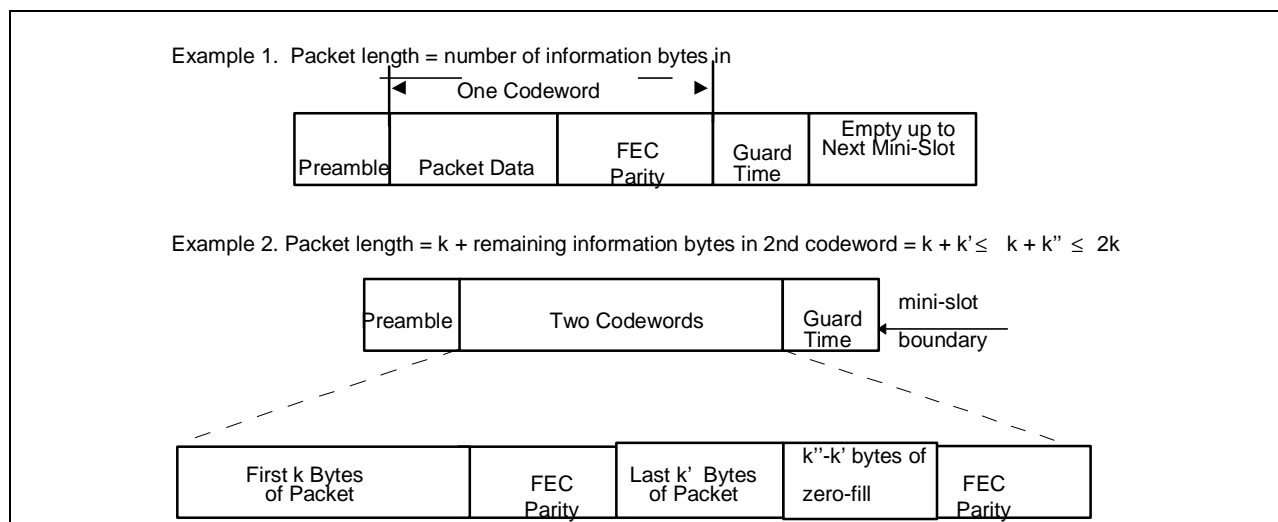 Example 1. Packet length = number of information bytes in
One Codeword
Preamble
Packet Data
FEC
Parity
Guard
Time
Empty up to
Next Mini-Slot
Example 2. Packet length = k + remaining information bytes in 2nd codeword = k + k’ ≤ k + k’’ ≤ 2k
Preamble
Two Codewords
Guard
Time
mini-slot
boundary
First k Bytes
of Packet
FEC
Parity
Last k’ Bytes
of Packet
k’’-k’ bytes of
zero-fill
FEC
Parity